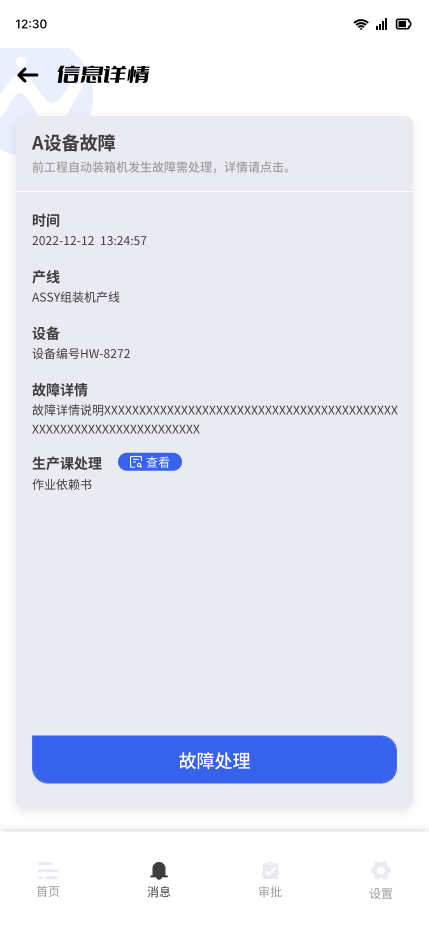 12:30
信息详情
A设备故障
前工程自动装箱机发生故障需处理，详情请点击。
时间
2022-12-12 13:24:57
产线
ASSY组装机产线
设备
设备编号HW-8272
故障详情
故障详情说明XXXXXXXXXXXXXXXXXXXXXXXXXXXXXXXXXXXXXXXXXX
XXXXXXXXXXXXXXXXXXXXXXXX
生产课处理 查看
作业依赖书
故障处理
首页 消息 审批 设置